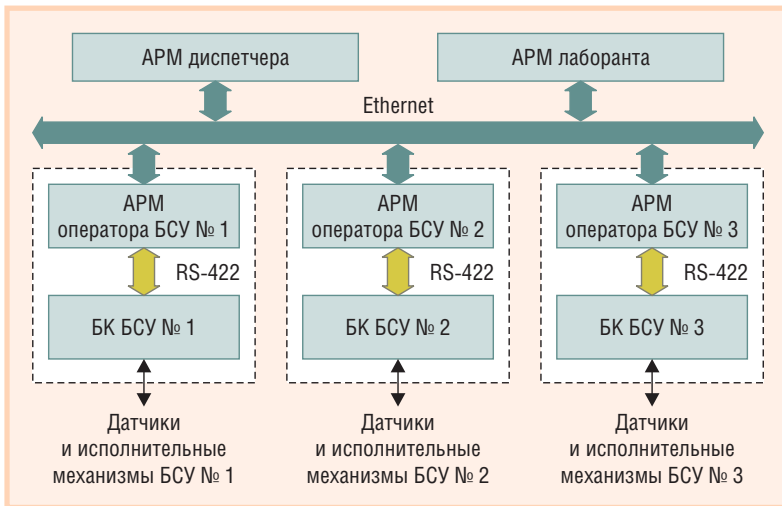 АРМ диспетчера
АРМ лаборанта
Ethernet
АРМ
оператора БСУ № 1
АРМ
оператора БСУ № 2
АРМ
оператора БСУ № 3
RS-422
RS-422
RS-422
БК БСУ № 1
БК БСУ № 2
БК БСУ № 3
Датчики
и исполнительные
механизмы БСУ № 1
Датчики
и исполнительные
механизмы БСУ № 2
Датчики
и исполнительные
механизмы БСУ № 3